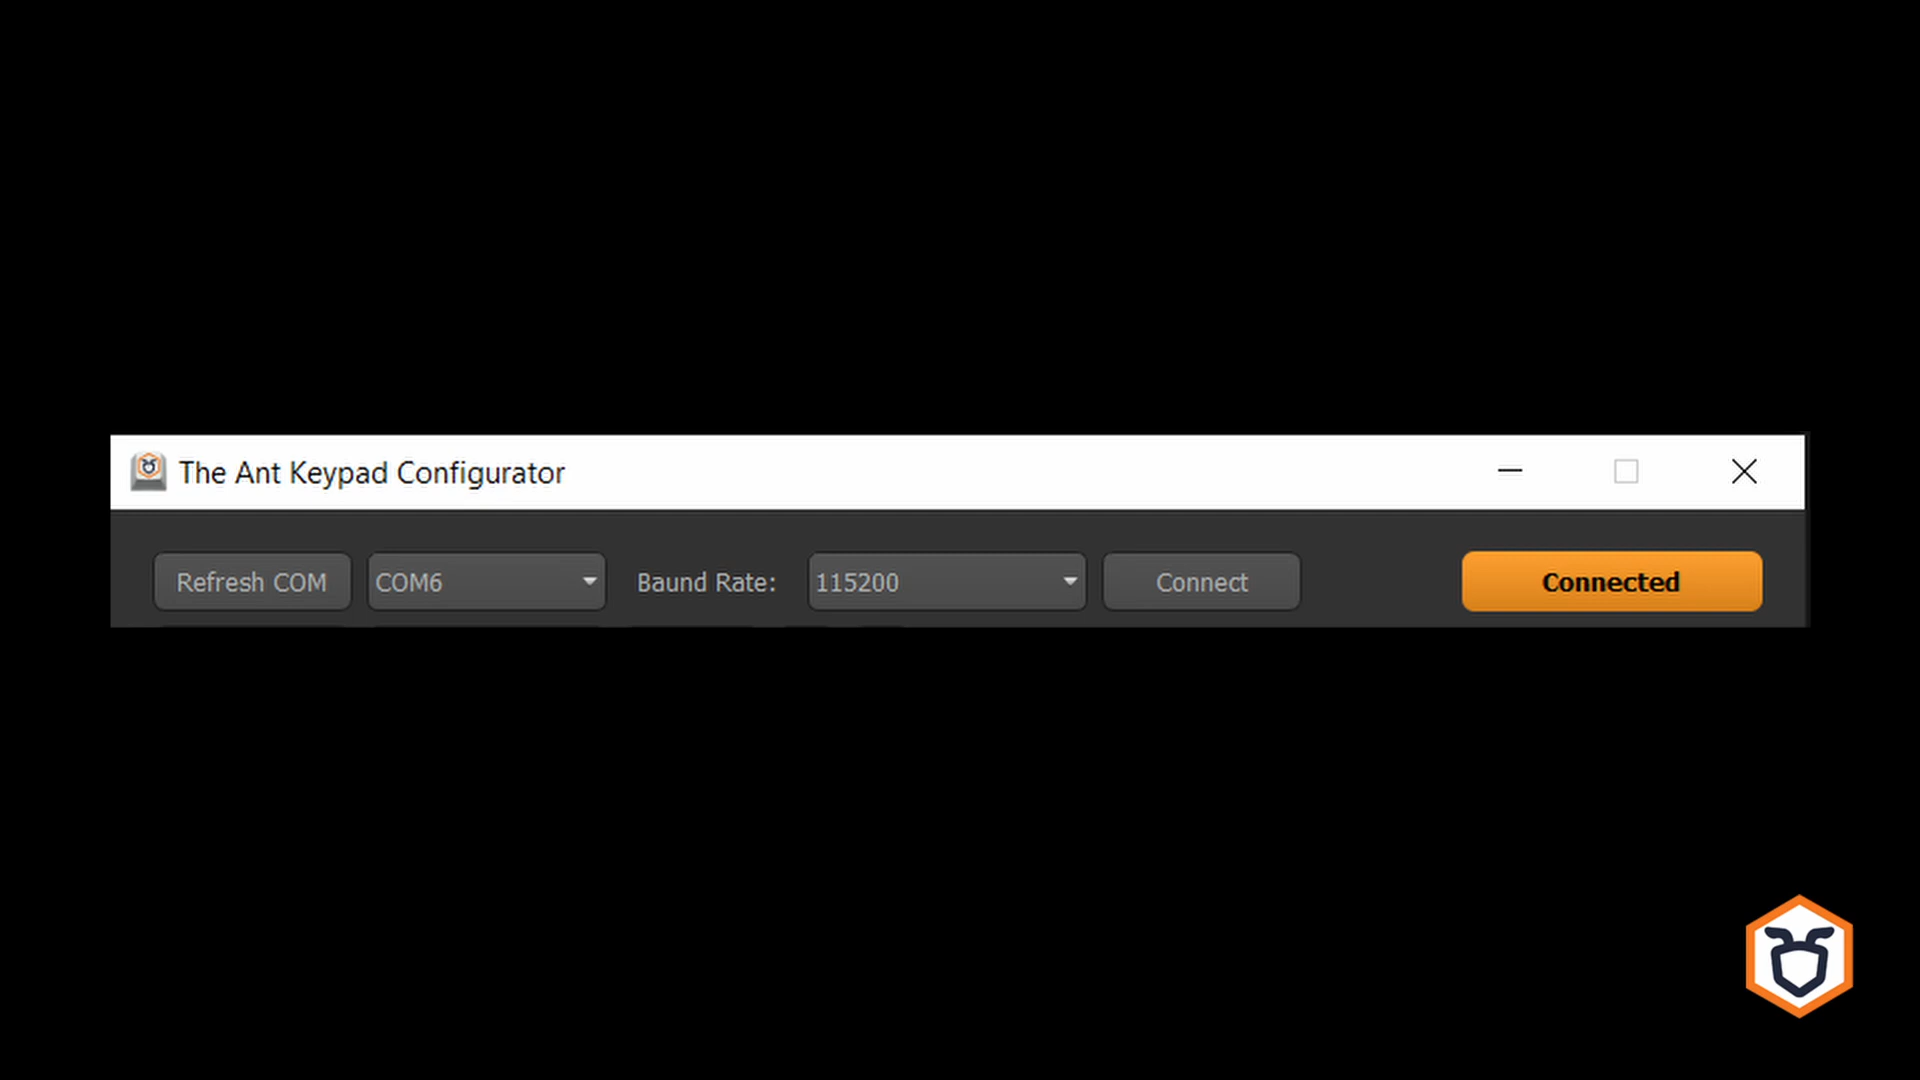 The Ant Keypad Configurator
Refresh COM COM6 Baund Rate: 115200 Connect Connected